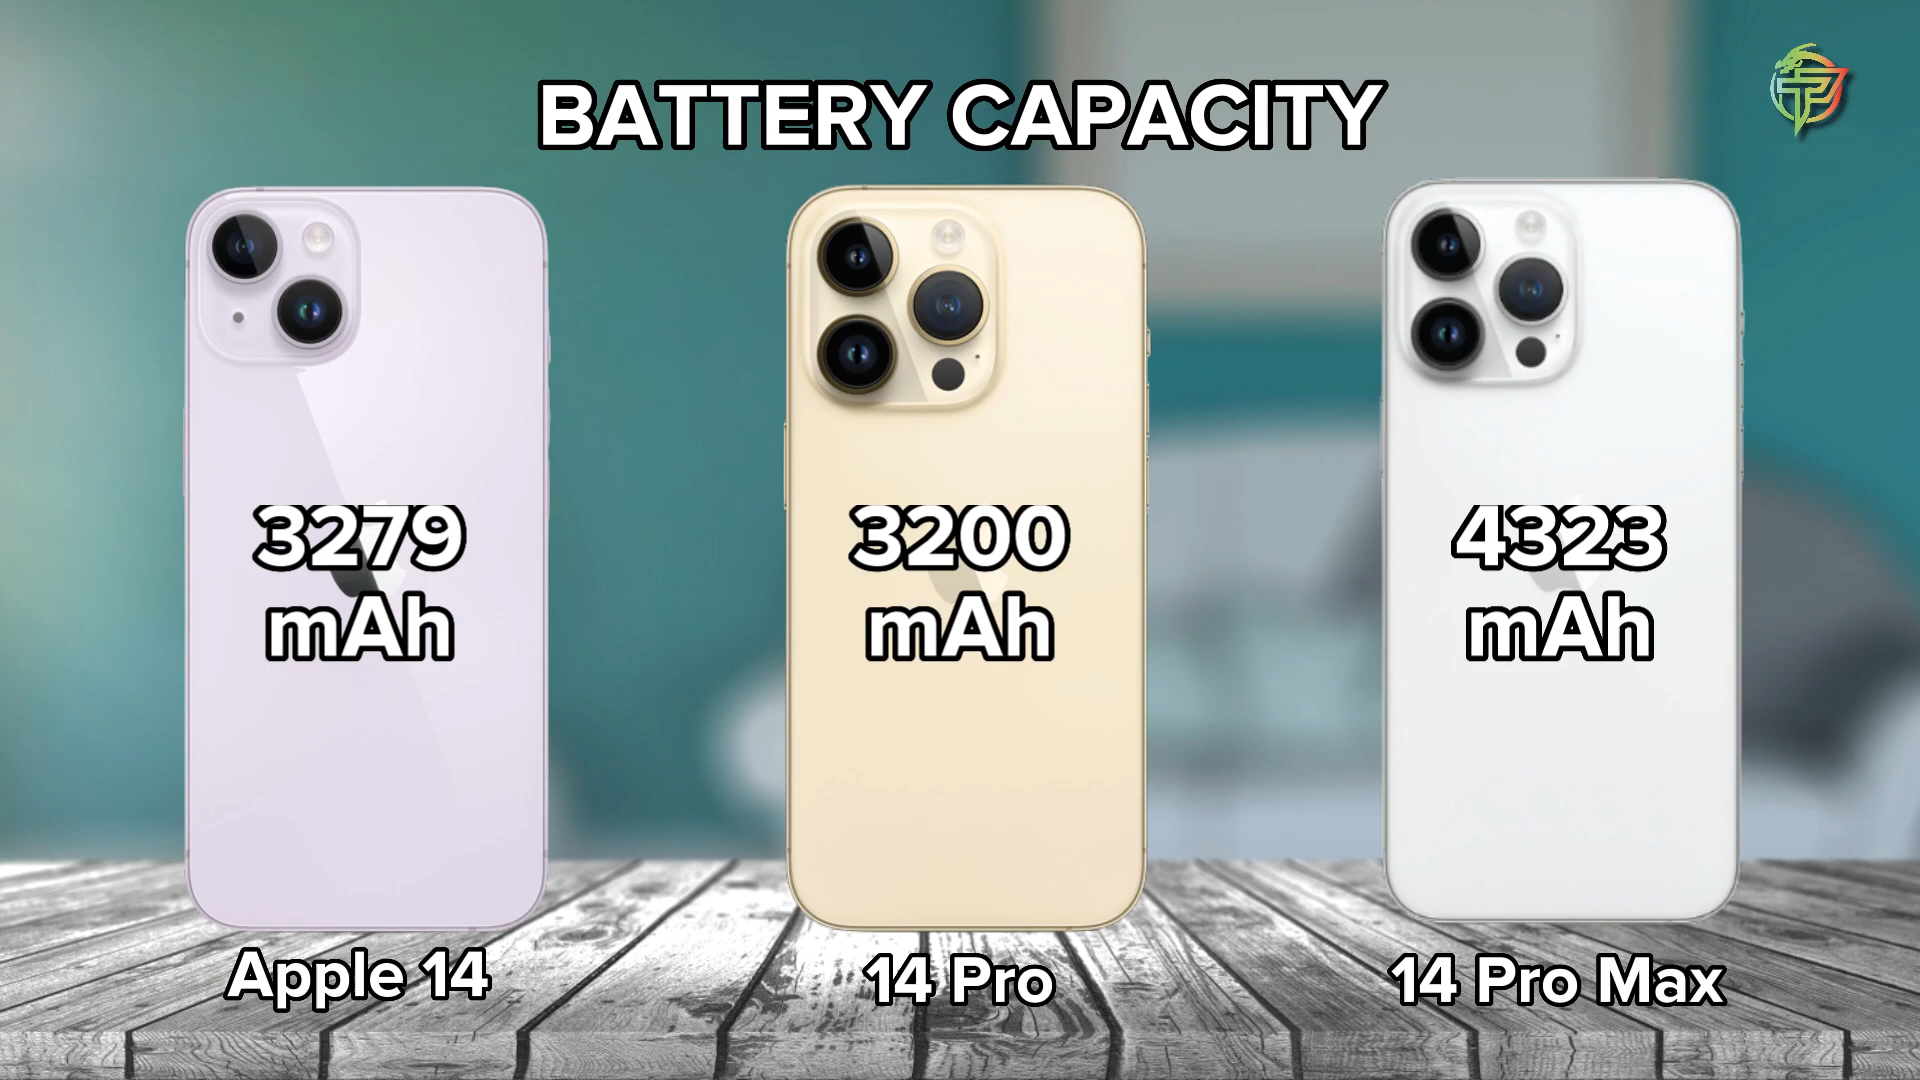 BATTERY CAPACITY
3279
mAh
3200
mAh
4323
mAh
Apple 14
14 Pro
14 Pro Max